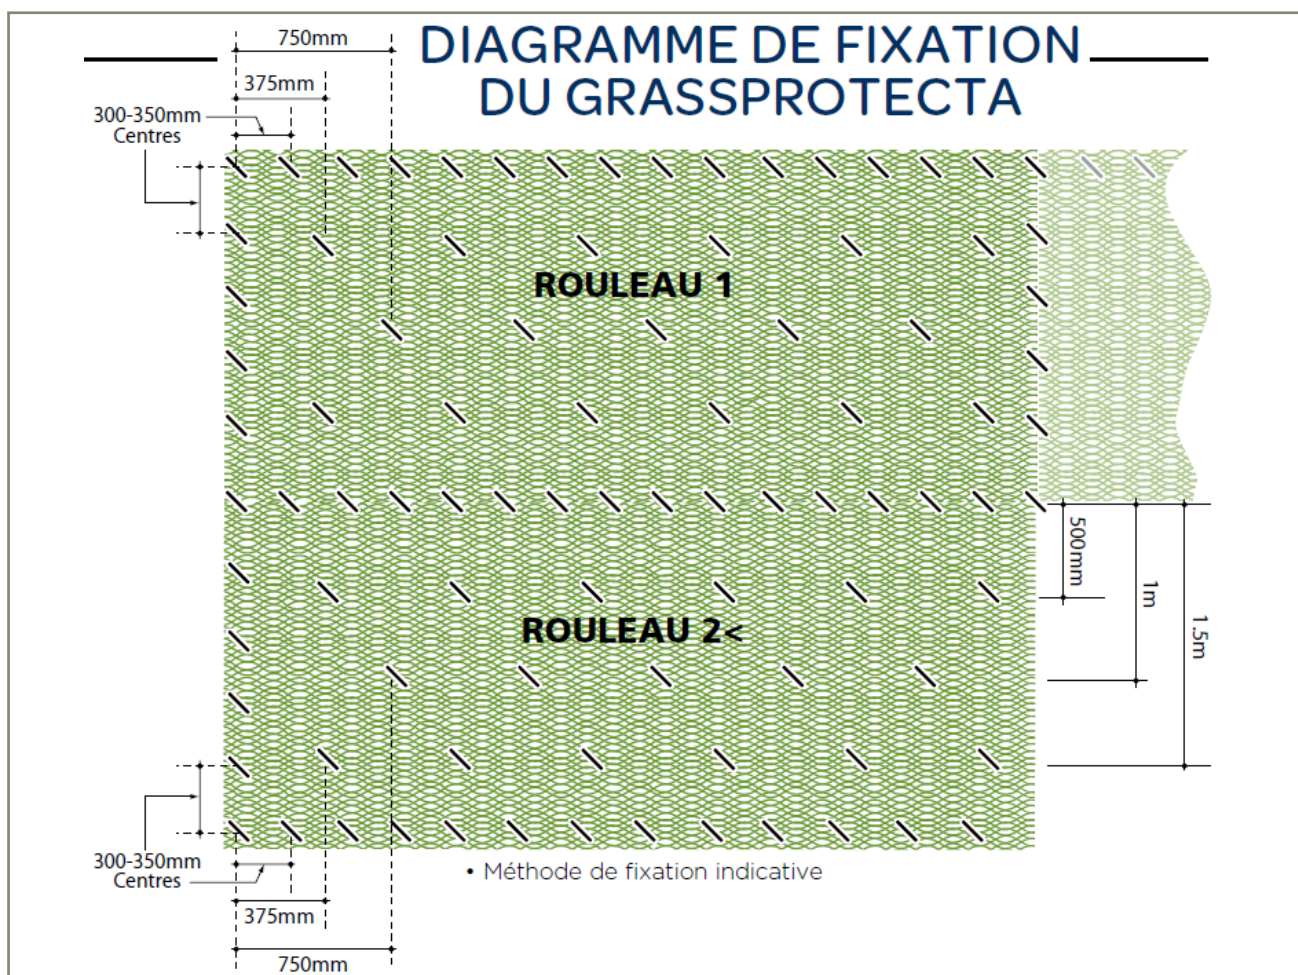 DIAGRAMME DE FIXATION
DU GRASSPROTECTA
750mm
375mm
300-350mm
Centres
ROULEAU 1
500mm
1m
1.5m
ROULEAU 2<
300-350mm
Centres
375mm
750mm
• Méthode de fixation indicative